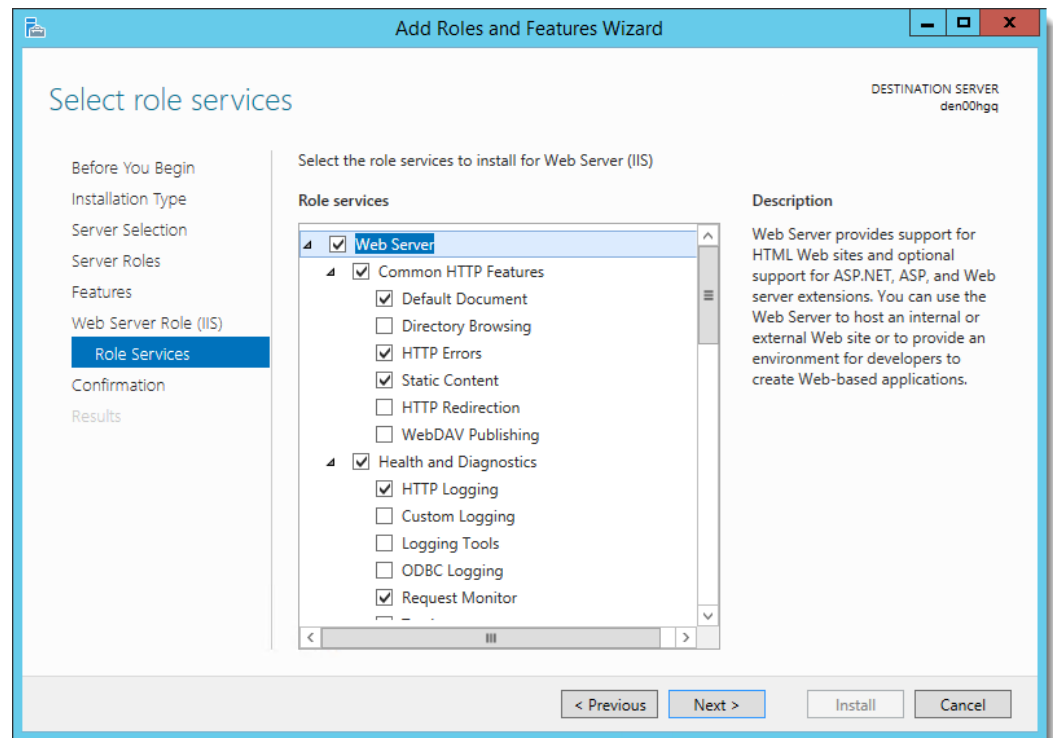 Add Roles and Features Wizard
Select role services
DESTINATION SERVER
den00hgq
Before You Begin
Installation Type
Server Selection
Server Roles
Features
Web Server Role (IIS)
Role Services
Confirmation
Results
Select the role services to install for Web Server (IIS)
Role services
Web Server
Common HTTP Features
Default Document
Directory Browsing
HTTP Errors
Static Content
HTTP Redirection
WebDAV Publishing
Health and Diagnostics
HTTP Logging
Custom Logging
Logging Tools
ODBC Logging
Request Monitor
Description
Web Server provides support for
HTML Web sites and optional
support for ASP.NET, ASP, and Web
server extensions. You can use the
Web Server to host an internal or
external Web site or to provide an
environment for developers to
create Web-based applications.
< Previous
Next >
Install
Cancel